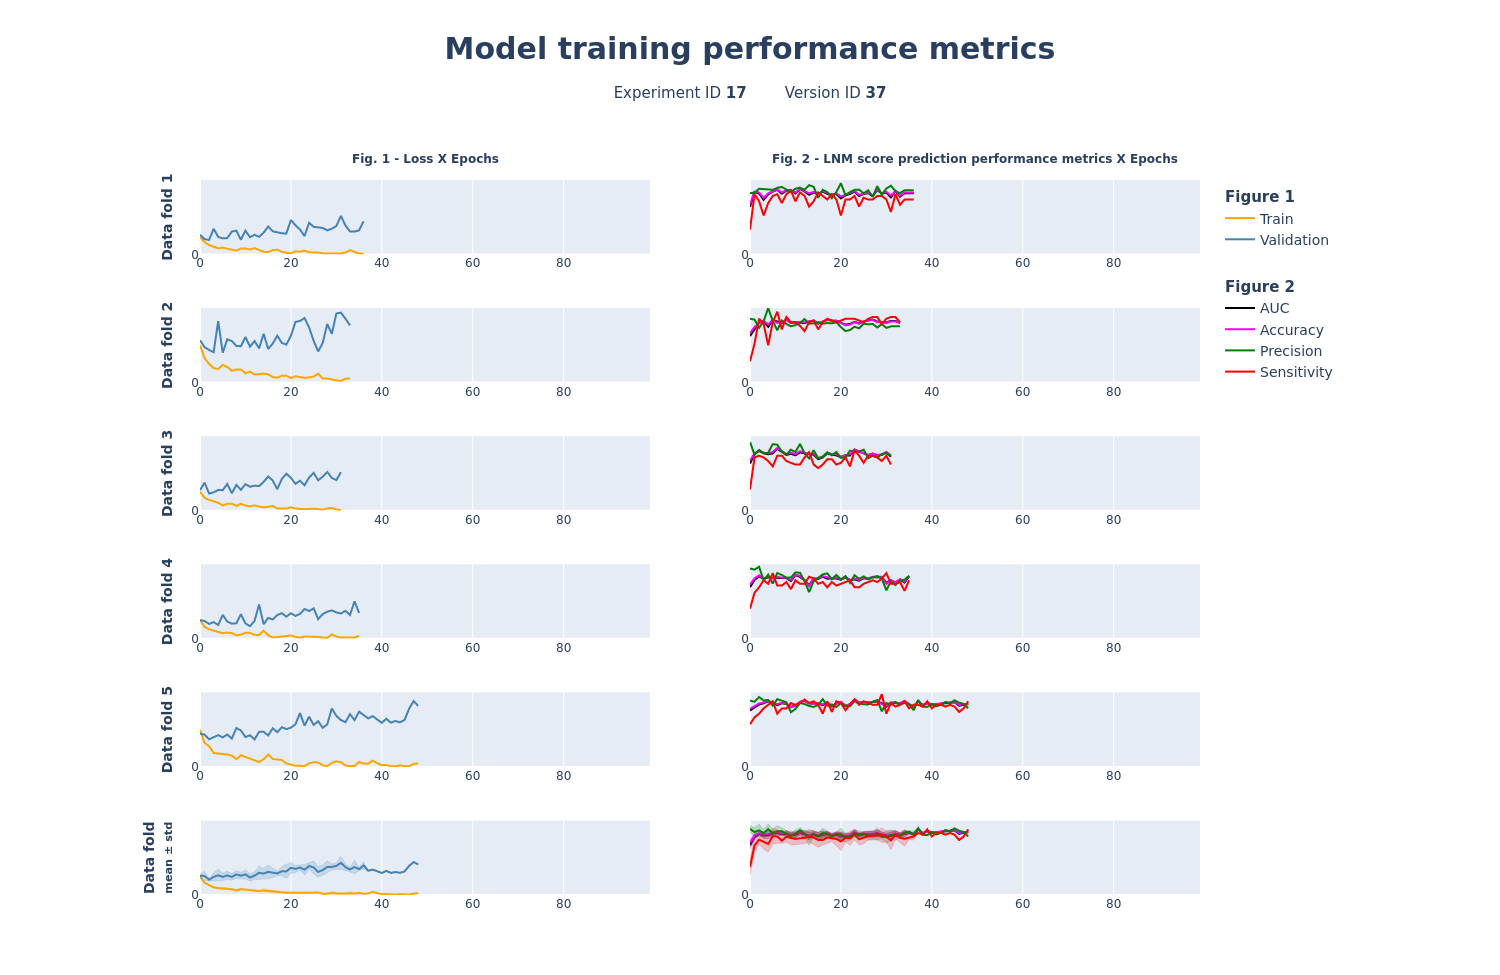 Model training performance metrics
Experiment ID 17 Version ID 37
Fig. 1 - Loss X Epochs
Fig. 2 - LNM score prediction performance metrics X Epochs
Data fold 1
0
0 20 40 60 80
0
0 20 40 60 80
Figure 1
Train
Validation
Figure 2
AUC
Accuracy
Precision
Sensitivity
Data fold 2
0
0 20 40 60 80
0
0 20 40 60 80
Data fold 3
0
0 20 40 60 80
0
0 20 40 60 80
Data fold 4
0
0 20 40 60 80
0
0 20 40 60 80
Data fold 5
0
0 20 40 60 80
0
0 20 40 60 80
Data fold
mean ± std
0
0 20 40 60 80
0
0 20 40 60 80